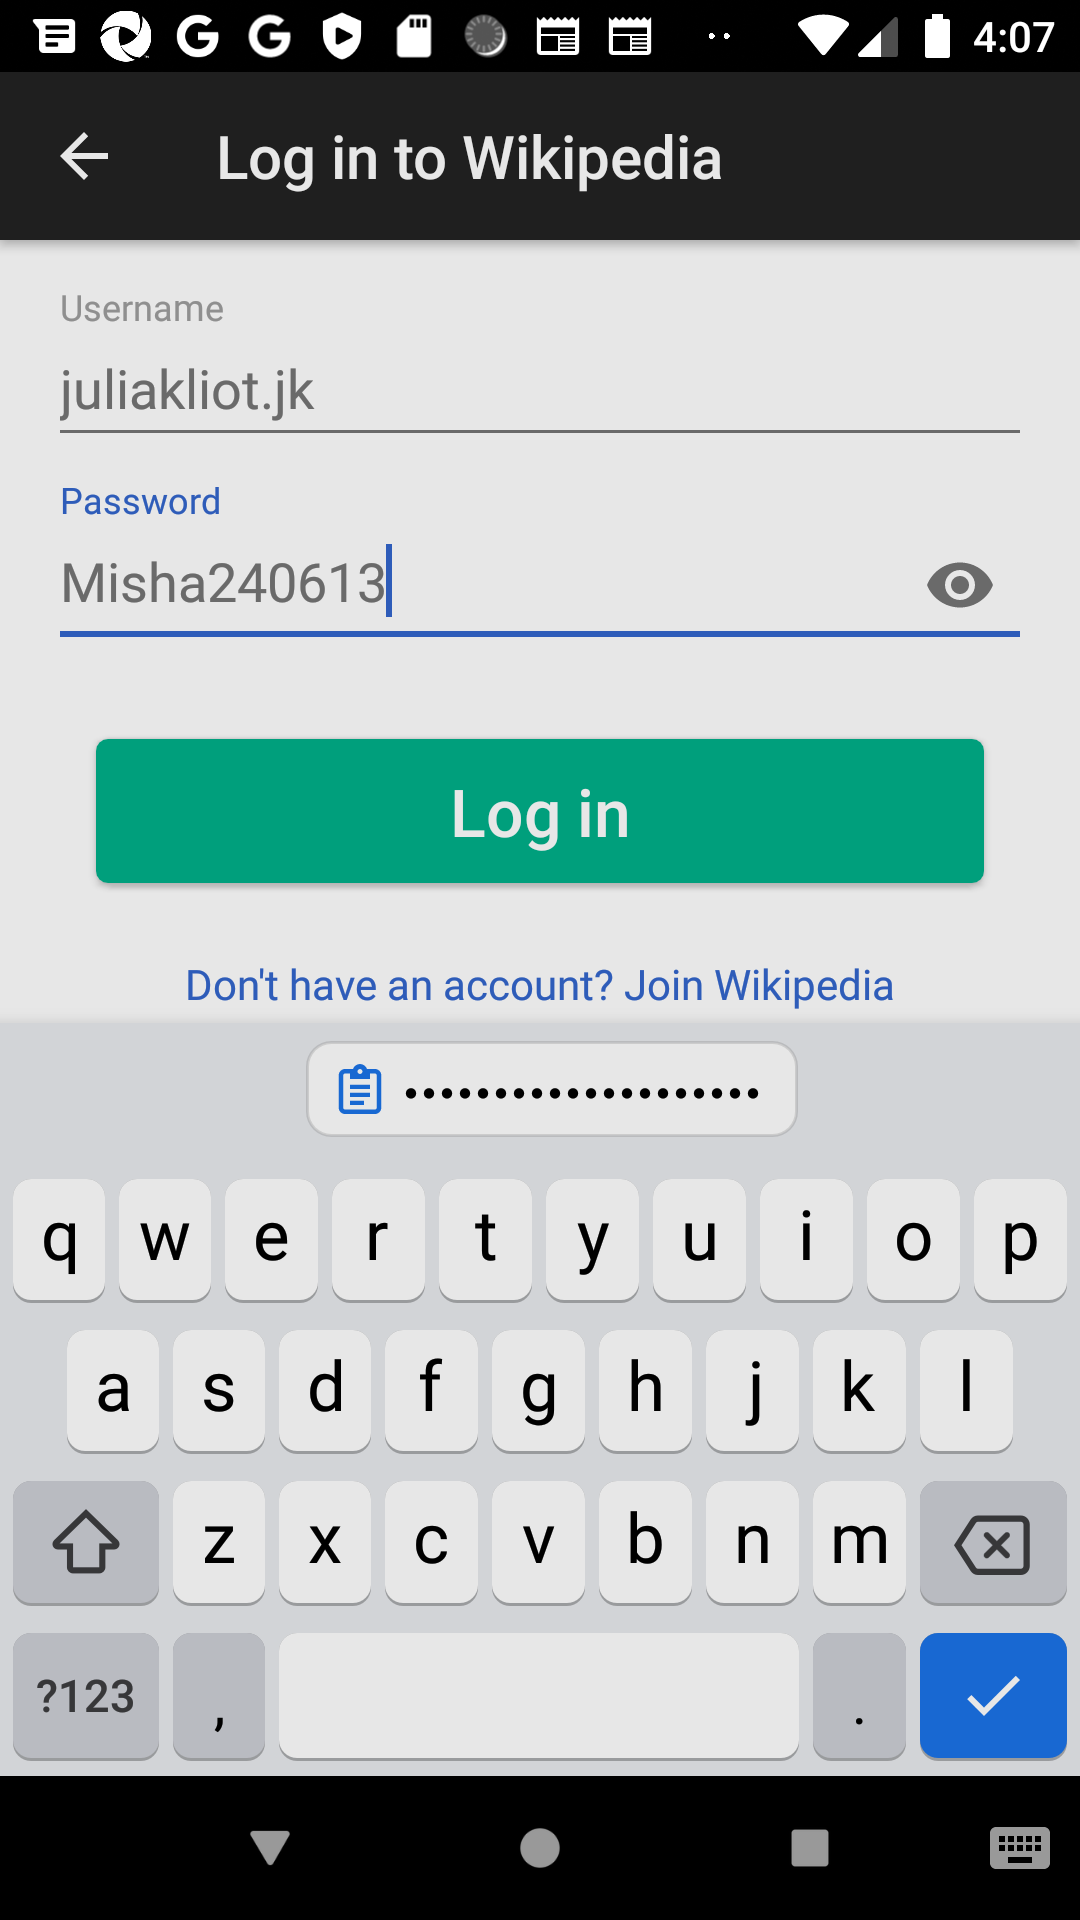 4:07
Log in to Wikipedia
Username
juliakliot.jk
Password
Misha240613
Log in
Don't have an account? Join Wikipedia
••••••••••••••••••••
q w e r t y u i o p
a s d f g h j k l
z x c v b n m
?123 , .